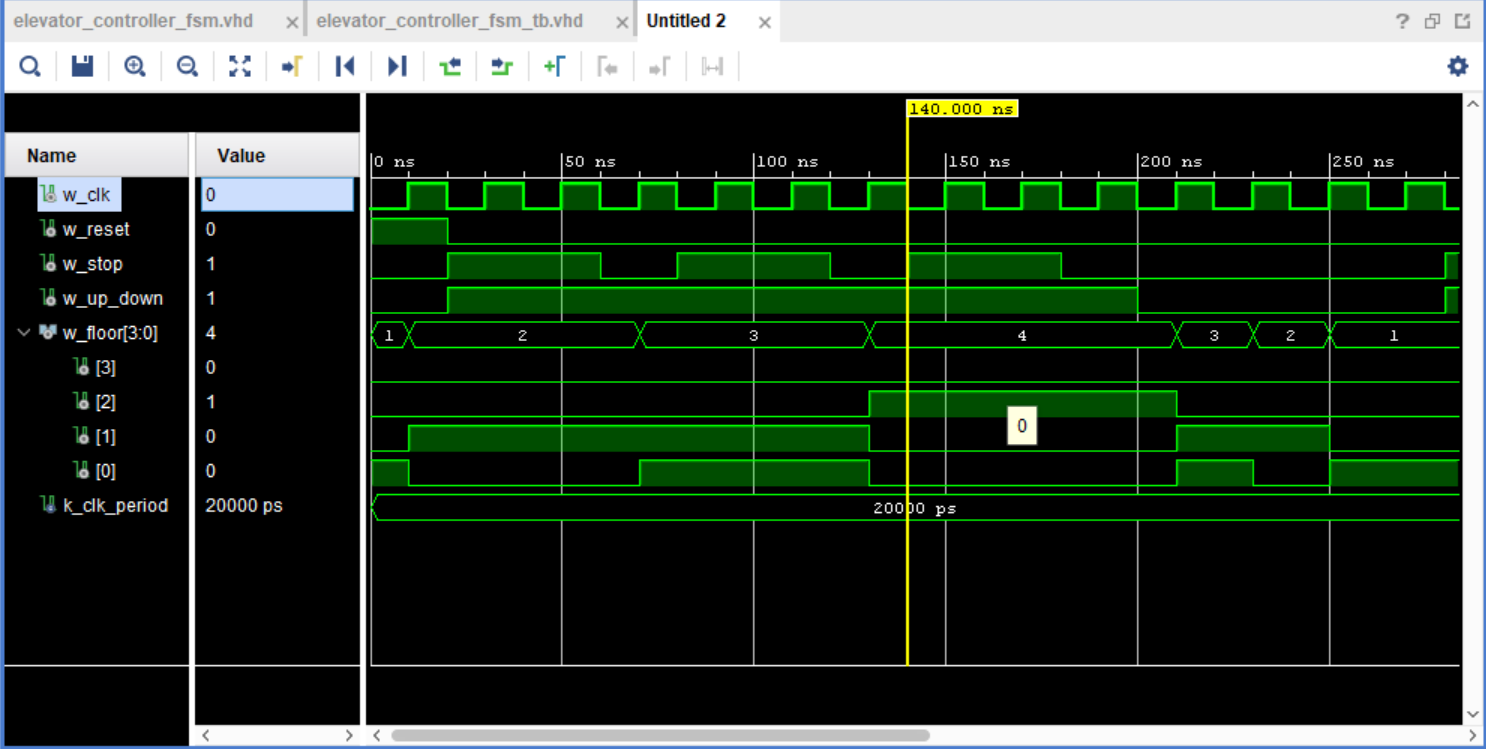 elevator_controller_fsm.vhd × elevator_controller_fsm_tb.vhd × Untitled 2 × ?
140.000 ns
Name Value 0 ns 50 ns 100 ns 150 ns 200 ns 250 ns
w_clk 0
w_reset 0
w_stop 1
w_up_down 1
w_floor[3:0] 4 1 2 3 4 3 2 1
[3] 0
[2] 1
[1] 0 0
[0] 0
k_clk_period 20000 ps 20000 ps